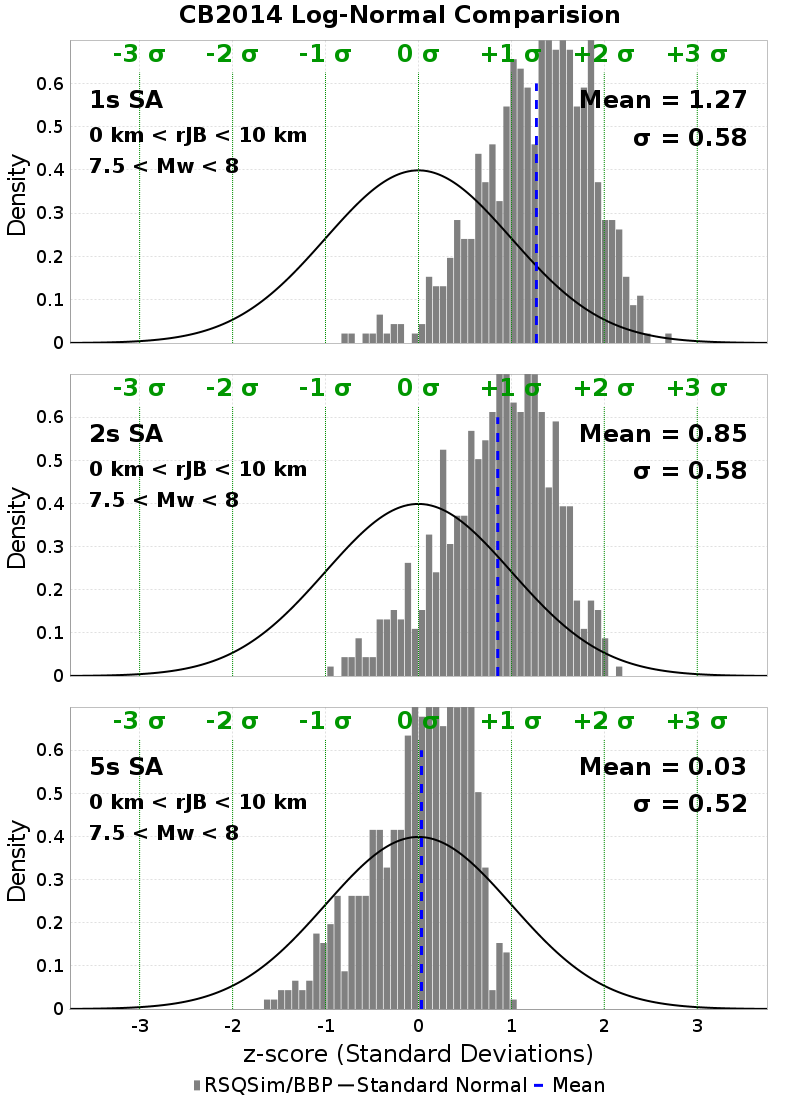 CB2014 Log-Normal Comparision
-3 σ -2 σ -1 σ 0 σ +1 σ +2 σ +3 σ
1s SA
Mean = 1.27
0 km < rJB < 10 km
σ = 0.58
7.5 < Mw < 8
Density
0.6
0.5
0.4
0.3
0.2
0.1
0
-3 σ -2 σ -1 σ 0 σ +1 σ +2 σ +3 σ
2s SA
Mean = 0.85
0 km < rJB < 10 km
σ = 0.58
7.5 < Mw < 8
Density
0.6
0.5
0.4
0.3
0.2
0.1
0
-3 σ -2 σ -1 σ 0 σ +1 σ +2 σ +3 σ
5s SA
Mean = 0.03
0 km < rJB < 10 km
σ = 0.52
7.5 < Mw < 8
Density
0.6
0.5
0.4
0.3
0.2
0.1
0
-3 -2 -1 0 1 2 3
z-score (Standard Deviations)
RSQSim/BBP Standard Normal Mean